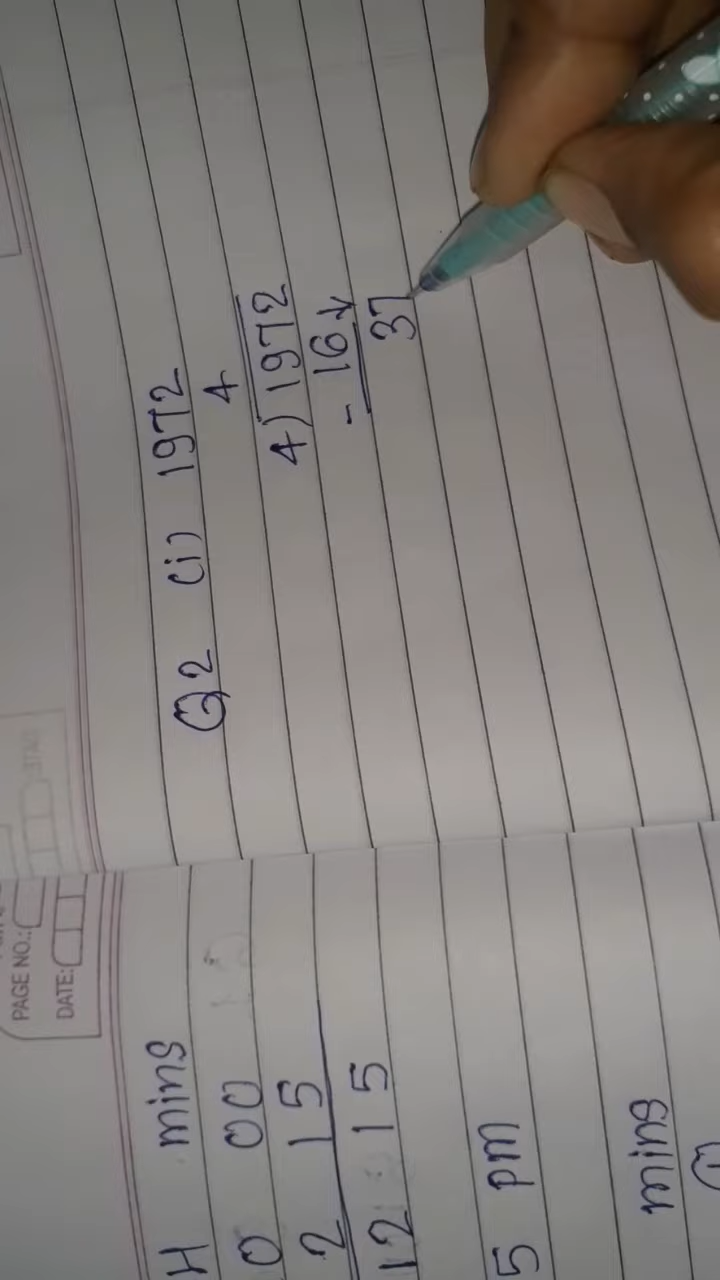 Q2 (i) 1972
4
4)1972
- 16↓
37
PAGE NO.:
DATE:
H mins
0 00
2 15
12 15
5 pm
mins